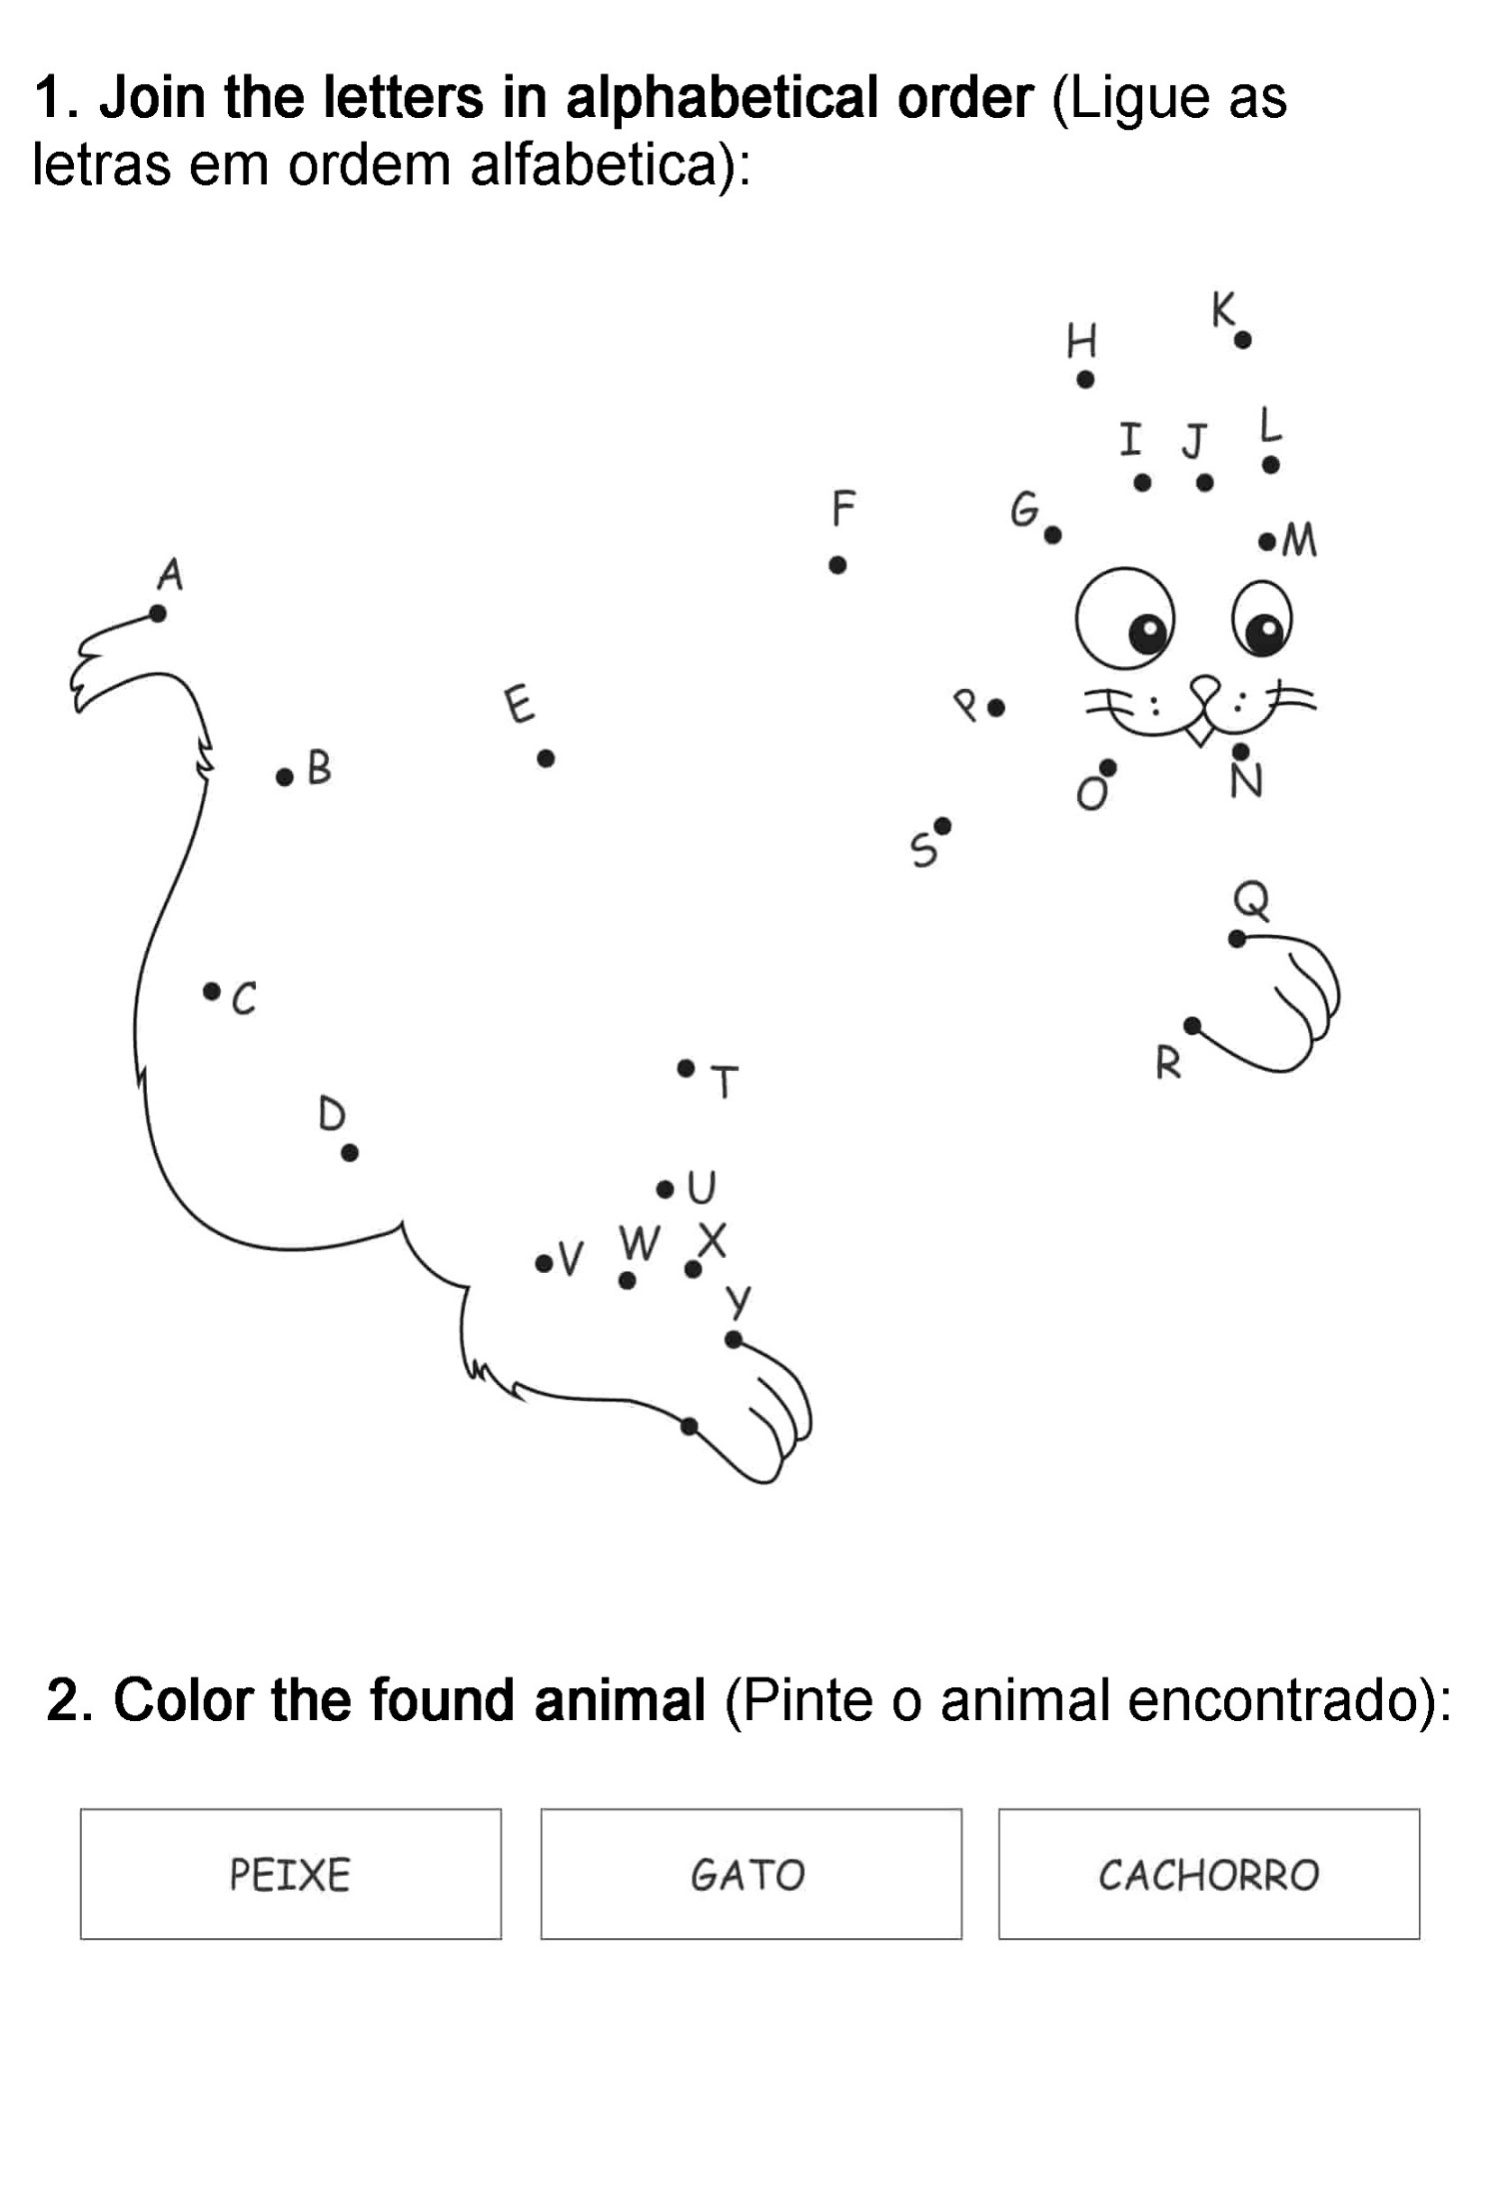 1. Join the letters in alphabetical order (Ligue as
letras em ordem alfabetica):
K
H
L
I J
F
G
M
A
E
P
B
N
O
S
Q
C
R
T
D
U
W X
V
Y
2. Color the found animal (Pinte o animal encontrado):
PEIXE GATO CACHORRO